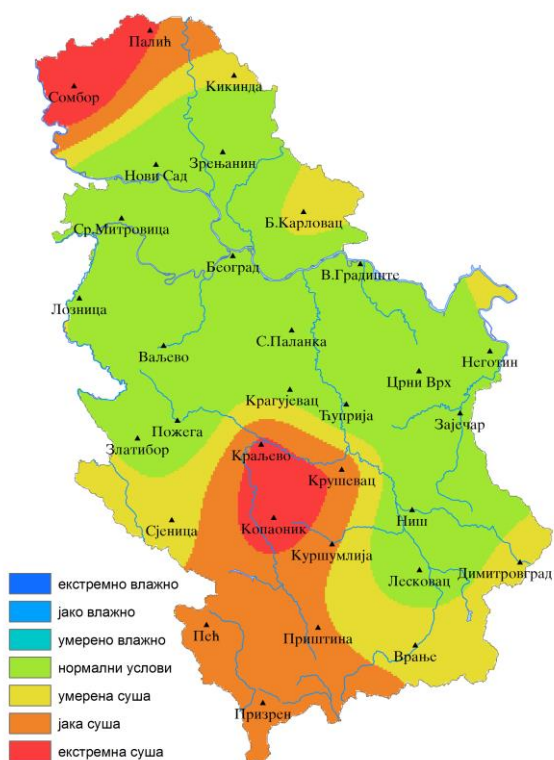 Палић
Сомбор
Кикинда
Зрењанин
Нови Сад
Б.Карловац
Ср.Митровица
Београд
В.Градиште
Лозница
С.Паланка
Ваљево
Неготин
Црни Врх
Крагујевац
Ћуприја
Зајечар
Пожега
Златибор
Краљево
Крушевац
Ниш
Сјеница
Копаоник
Куршумлија
Лесковац
Димитровград
Пећ
Приштина
Врање
Призрен
екстремно влажно
јако влажно
умерено влажно
нормални услови
умерена суша
јака суша
екстремна суша